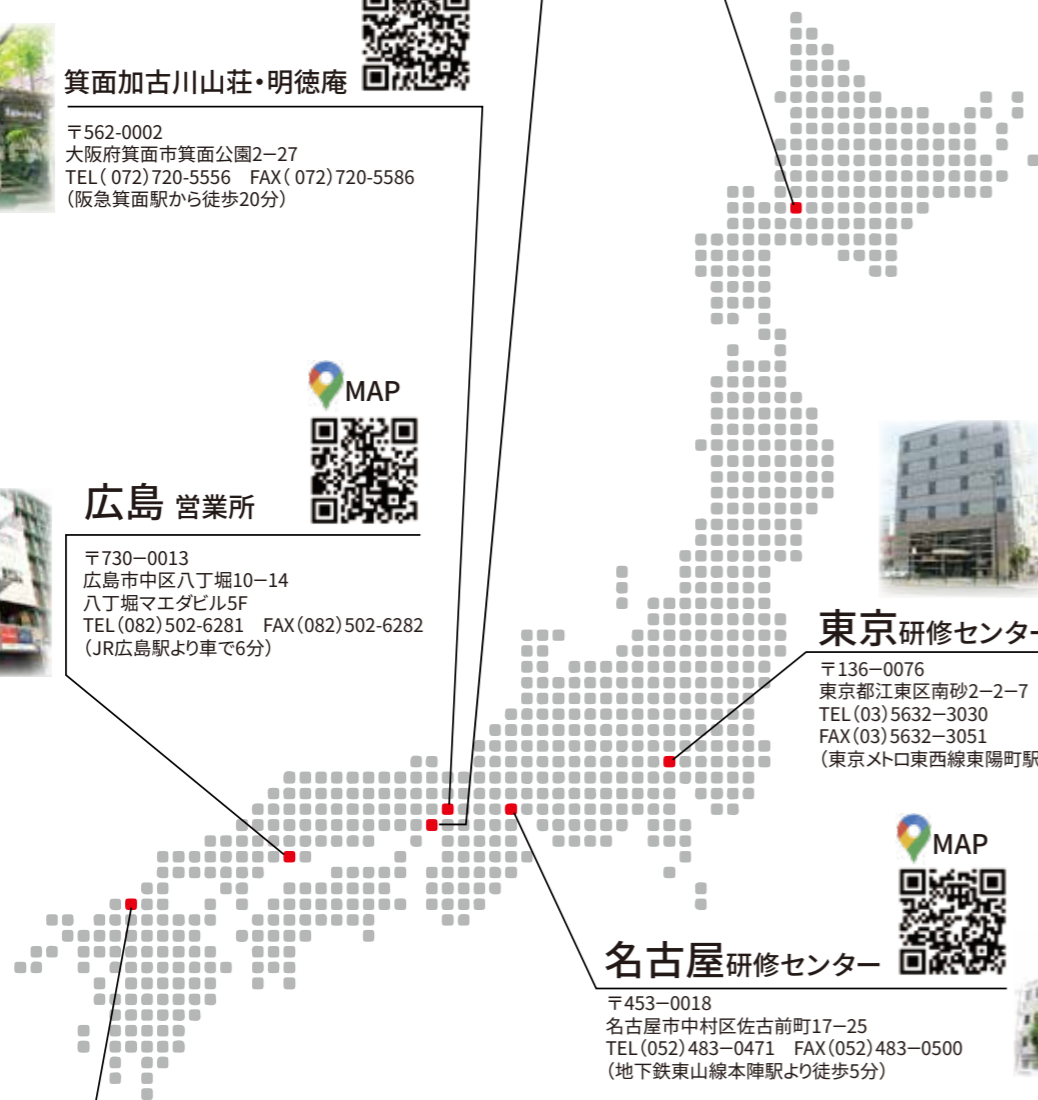 箕面加古川山荘・明徳庵
〒562-0002
大阪府箕面市箕面公園2－27
TEL（072）720-5556　FAX（072）720-5586
（阪急箕面駅から徒歩20分）
MAP
広島 営業所
〒730－0013
広島市中区八丁堀10－14
八丁堀マエダビル5F
TEL（082）502-6281　FAX（082）502-6282
（JR広島駅より車で6分）
東京研修センター
〒136－0076
東京都江東区南砂2－2－7
TEL（03）5632－3030
FAX（03）5632－3051
（東京メトロ東西線東陽町駅
MAP
名古屋研修センター
〒453－0018
名古屋市中村区佐古前町17－25
TEL（052）483－0471　FAX（052）483－0500
（地下鉄東山線本陣駅より徒歩5分）